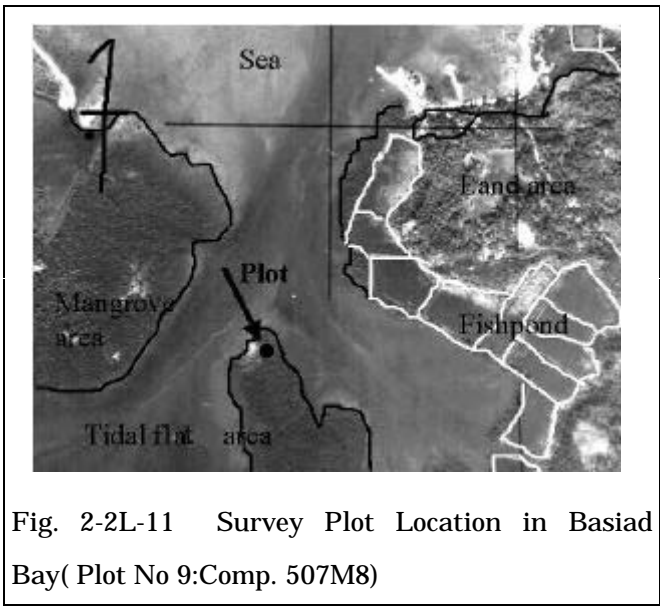 Sea
Land area
Plot
Mangrove
area
Fishpond
Tidal flat area
Fig. 2-2L-11 Survey Plot Location in Basiad
Bay( Plot No 9:Comp. 507M8)